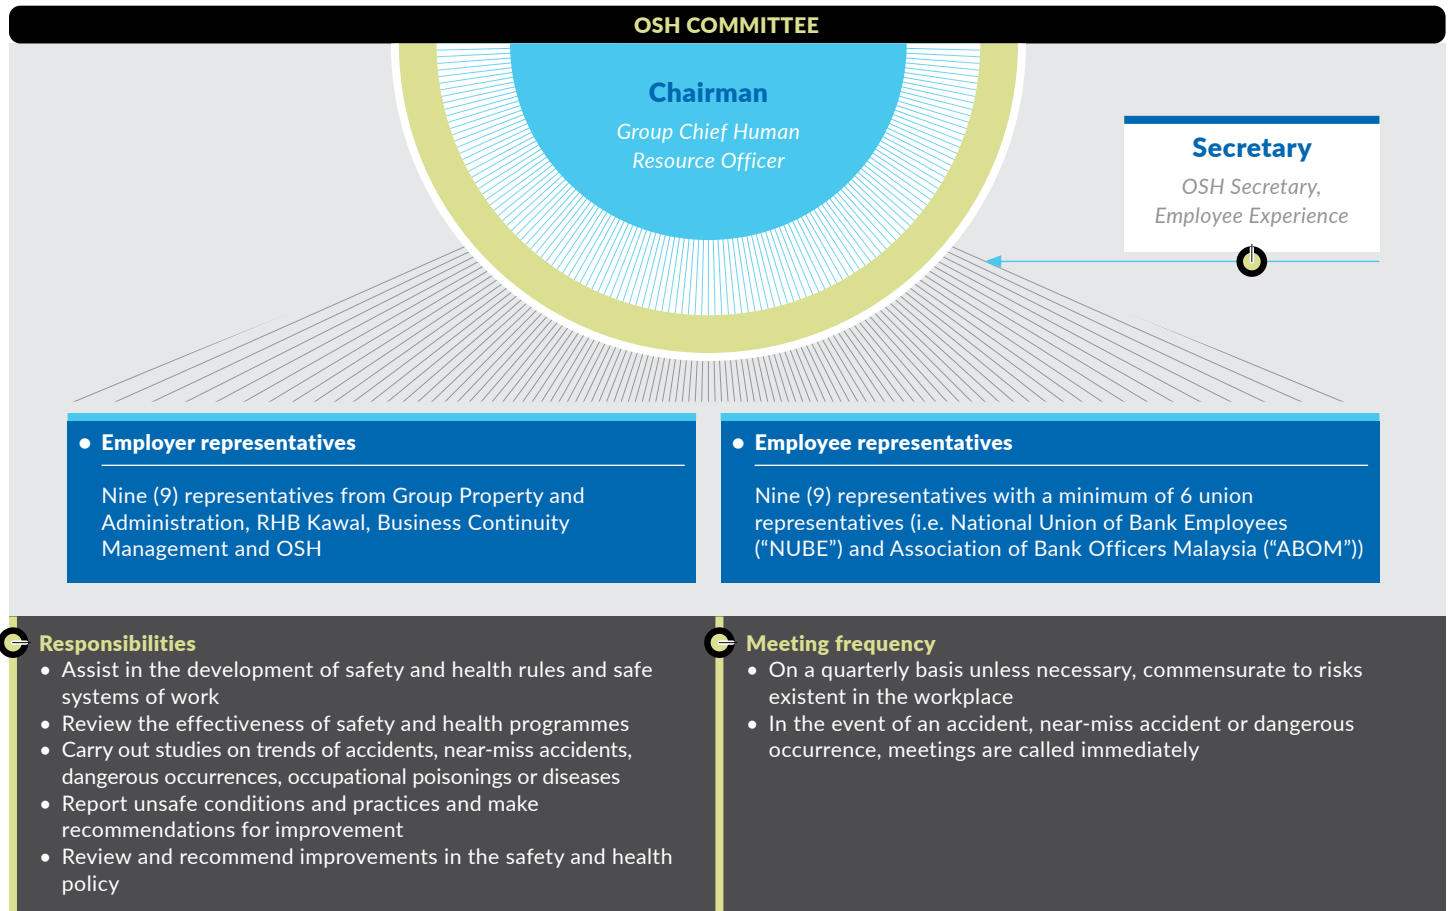 OSH COMMITTEE
Chairman
Group Chief Human
Resource Officer
Secretary
OSH Secretary,
Employee Experience
• Employer representatives
Nine (9) representatives from Group Property and
Administration, RHB Kawal, Business Continuity
Management and OSH
• Employee representatives
Nine (9) representatives with a minimum of 6 union
representatives (i.e. National Union of Bank Employees
(“NUBE”) and Association of Bank Officers Malaysia (“ABOM”))
Responsibilities
• Assist in the development of safety and health rules and safe
systems of work
• Review the effectiveness of safety and health programmes
• Carry out studies on trends of accidents, near-miss accidents,
dangerous occurrences, occupational poisonings or diseases
• Report unsafe conditions and practices and make
recommendations for improvement
• Review and recommend improvements in the safety and health
policy
Meeting frequency
• On a quarterly basis unless necessary, commensurate to risks
existent in the workplace
• In the event of an accident, near-miss accident or dangerous
occurrence, meetings are called immediately